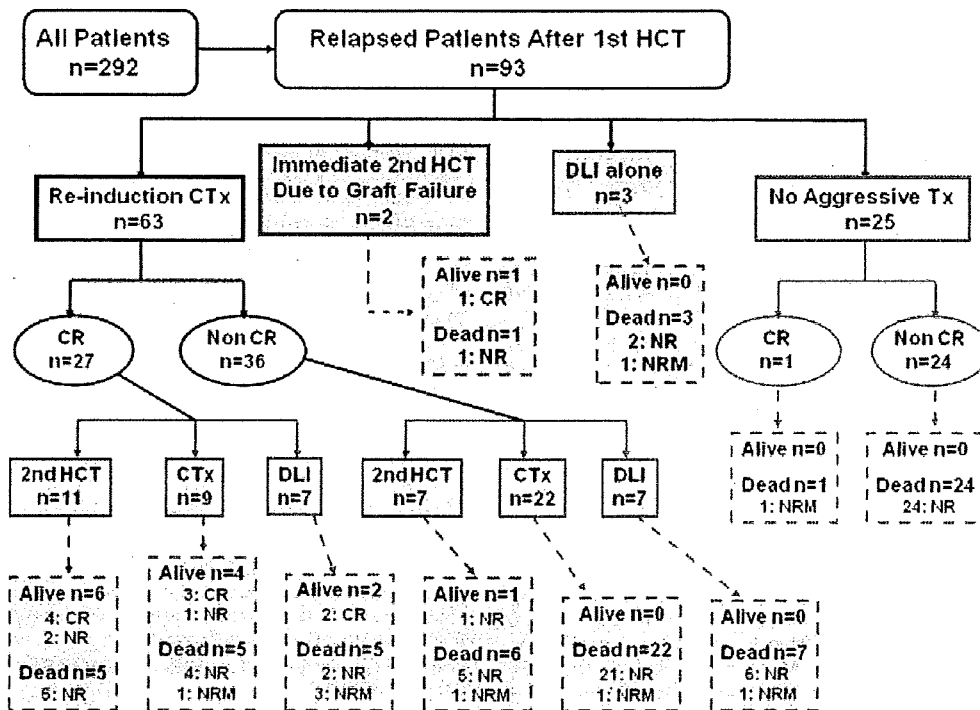 All Patients
n=292
Relapsed Patients After 1st HCT
n=93
Re-induction CTx
n=63
Immediate 2nd HCT
Due to Graft Failure
n=2
DLI alone
n=3
No Aggressive Tx
n=25
Alive n=1
1: CR
Dead n=1
1: NR
Alive n=0
Dead n=3
2: NR
1: NRM
CR
n=27
Non CR
n=36
CR
n=1
Non CR
n=24
Alive n=0
Dead n=1
1: NRM
Alive n=0
Dead n=24
24: NR
2nd HCT
n=11
CTx
n=9
DLI
n=7
2nd HCT
n=7
CTx
n=22
DLI
n=7
Alive n=6
4: CR
2: NR
Dead n=5
5: NR
Alive n=4
3: CR
1: NR
Dead n=5
4: NR
1: NRM
Alive n=2
2: CR
Dead n=5
2: NR
3: NRM
Alive n=1
1: NR
Dead n=6
5: NR
1: NRM
Alive n=0
Dead n=22
21: NR
1: NRM
Alive n=0
Dead n=7
6: NR
1: NRM